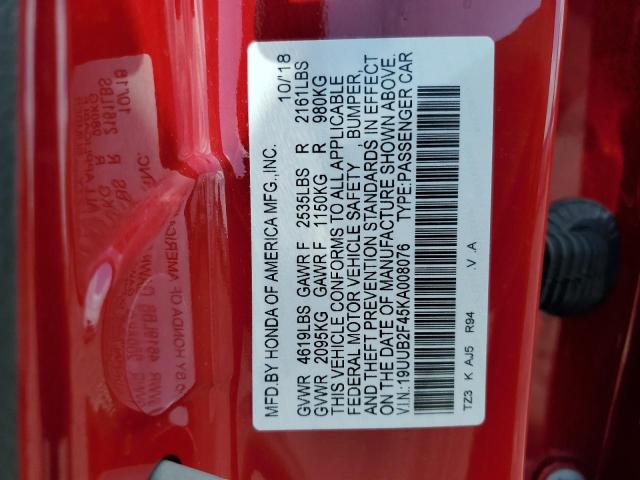 MFD.BY HONDA OF AMERICA MFG.,INC. 10/18
GVWR 4619LBS GAWR F 2535LBS R 2161LBS
GVWR 2095KG GAWR F 1150KG R 980KG
THIS VEHICLE CONFORMS TO ALL APPLICABLE
FEDERAL MOTOR VEHICLE SAFETY , BUMPER,
AND THEFT PREVENTION STANDARDS IN EFFECT
ON THE DATE OF MANUFACTURE SHOWN ABOVE.
V.I.N.:19UUB2F45KA008076 TYPE:PASSENGER CAR
TZ3 K AJ5 R94 .V .A